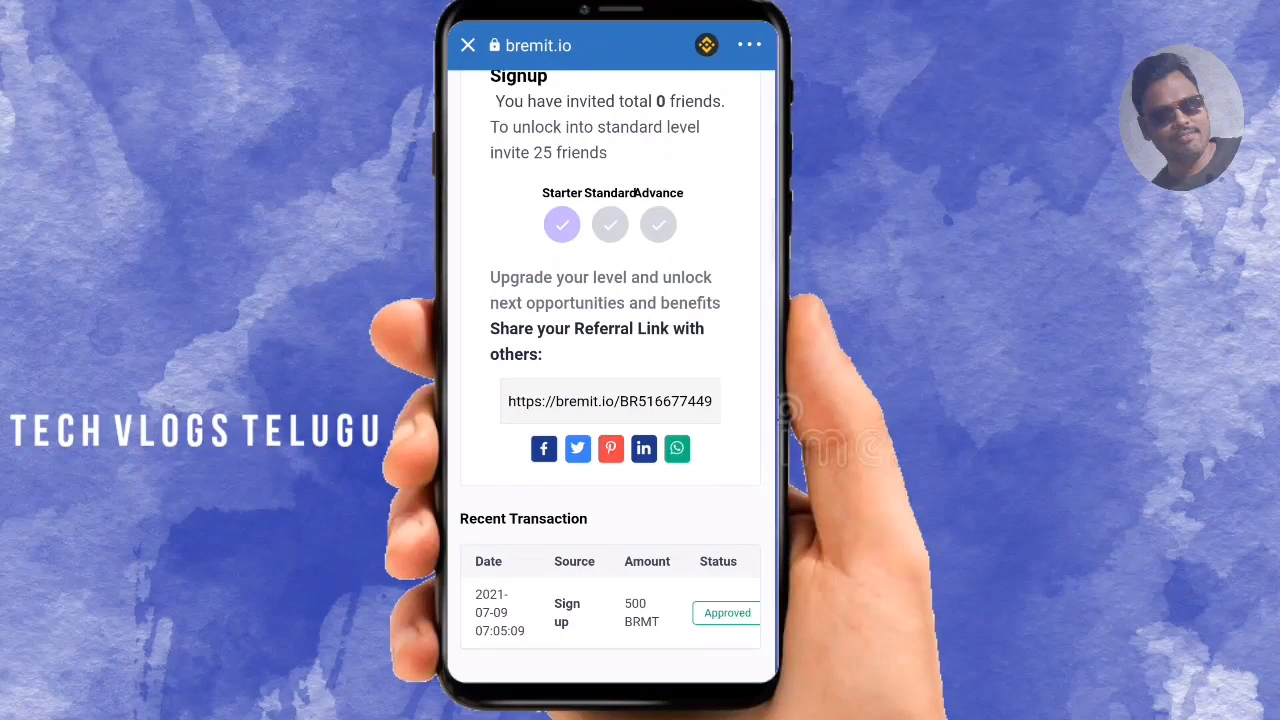 bremit.io
Signup
You have invited total 0 friends.
To unlock into standard level
invite 25 friends
Starter Standard Advance
Upgrade your level and unlock
next opportunities and benefits
Share your Referral Link with
others:
https://bremit.io/BR516677449
TECH VLOGS TELUGU
Recent Transaction
Date Source Amount Status
2021-
07-09
07:05:09
Sign
up
500
BRMT
Approved